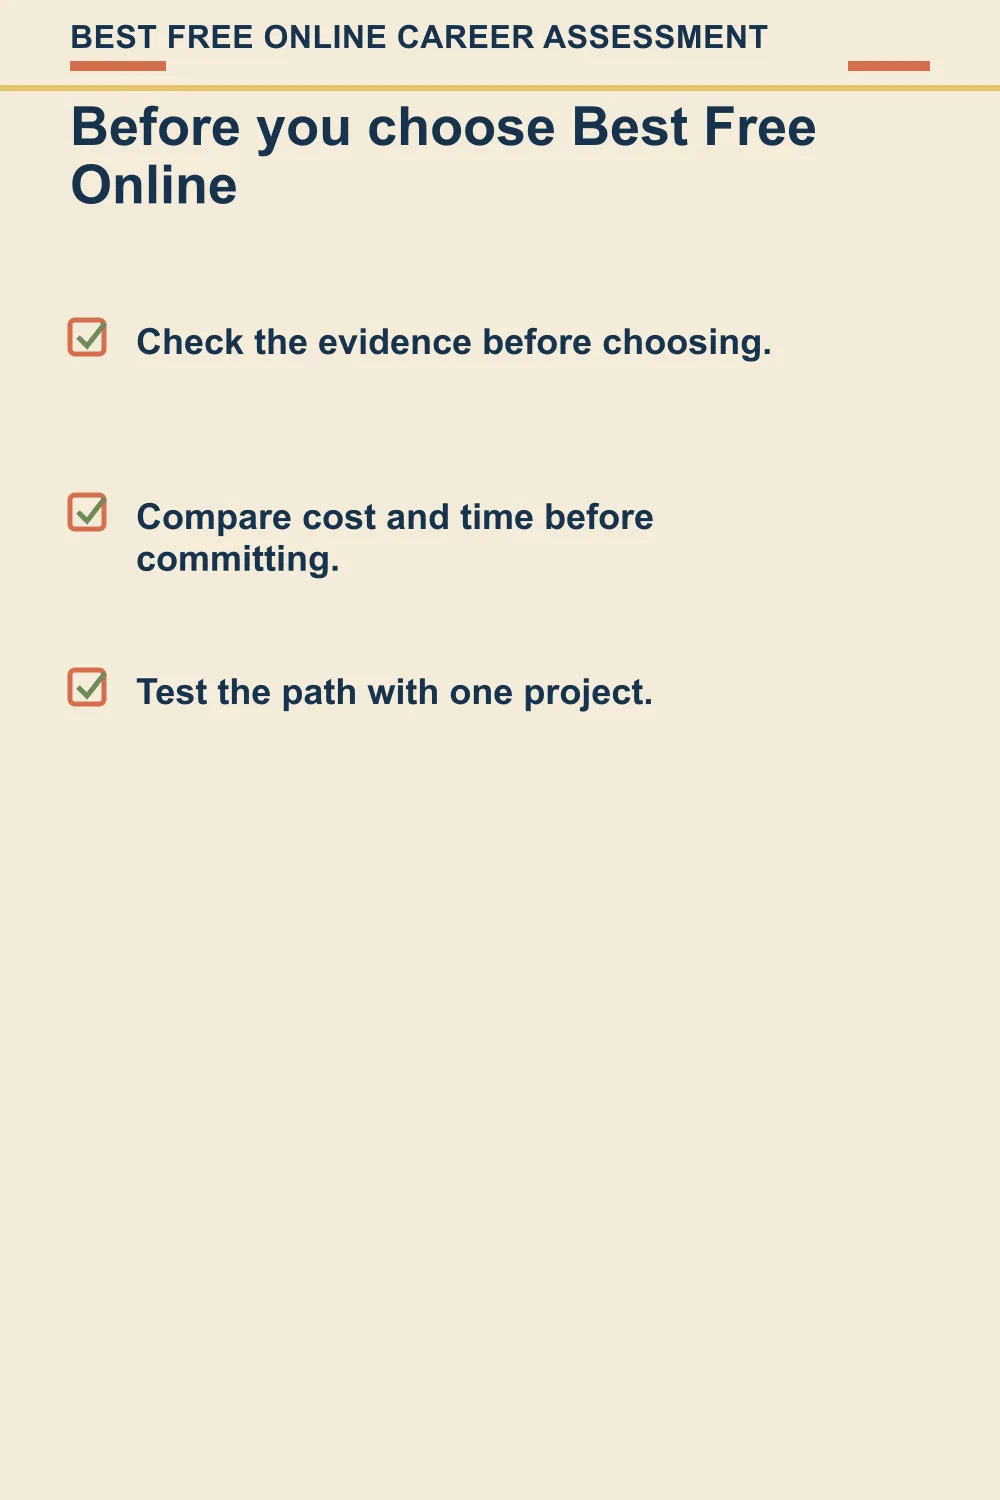 BEST FREE ONLINE CAREER ASSESSMENT
Before you choose Best Free
Online
Check the evidence before choosing.
Compare cost and time before
committing.
Test the path with one project.